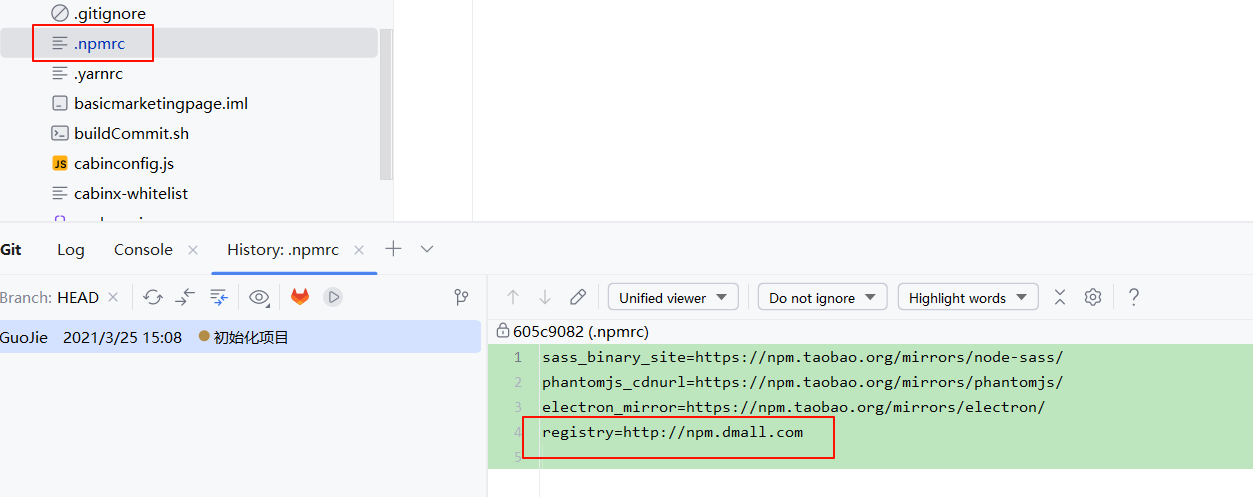 .gitignore
.npmrc
.yarnrc
basicmarketingpage.iml
buildCommit.sh
JS cabinconfig.js
cabinx-whitelist
Git Log Console History: .npmrc
Branch: HEAD
Unified viewer Do not ignore Highlight words ?
GuoJie 2021/3/25 15:08 初始化项目
605c9082 (.npmrc)
1 sass_binary_site=https://npm.taobao.org/mirrors/node-sass/
2 phantomjs_cdnurl=https://npm.taobao.org/mirrors/phantomjs/
3 electron_mirror=https://npm.taobao.org/mirrors/electron/
4 registry=http://npm.dmall.com
5